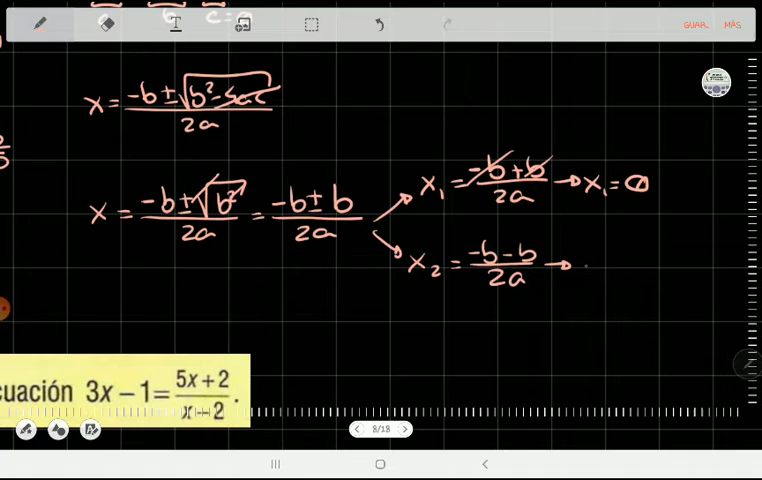 c=0
GUAR. MÁS
x = -b ± √b² - 4ac / 2a
x = -b ± √b² / 2a = -b ± b / 2a
x₁ = -b + b / 2a → x₁ = 0
x₂ = -b - b / 2a →
cuación 3x – 1 = 5x + 2 / x – 2 .
8/18